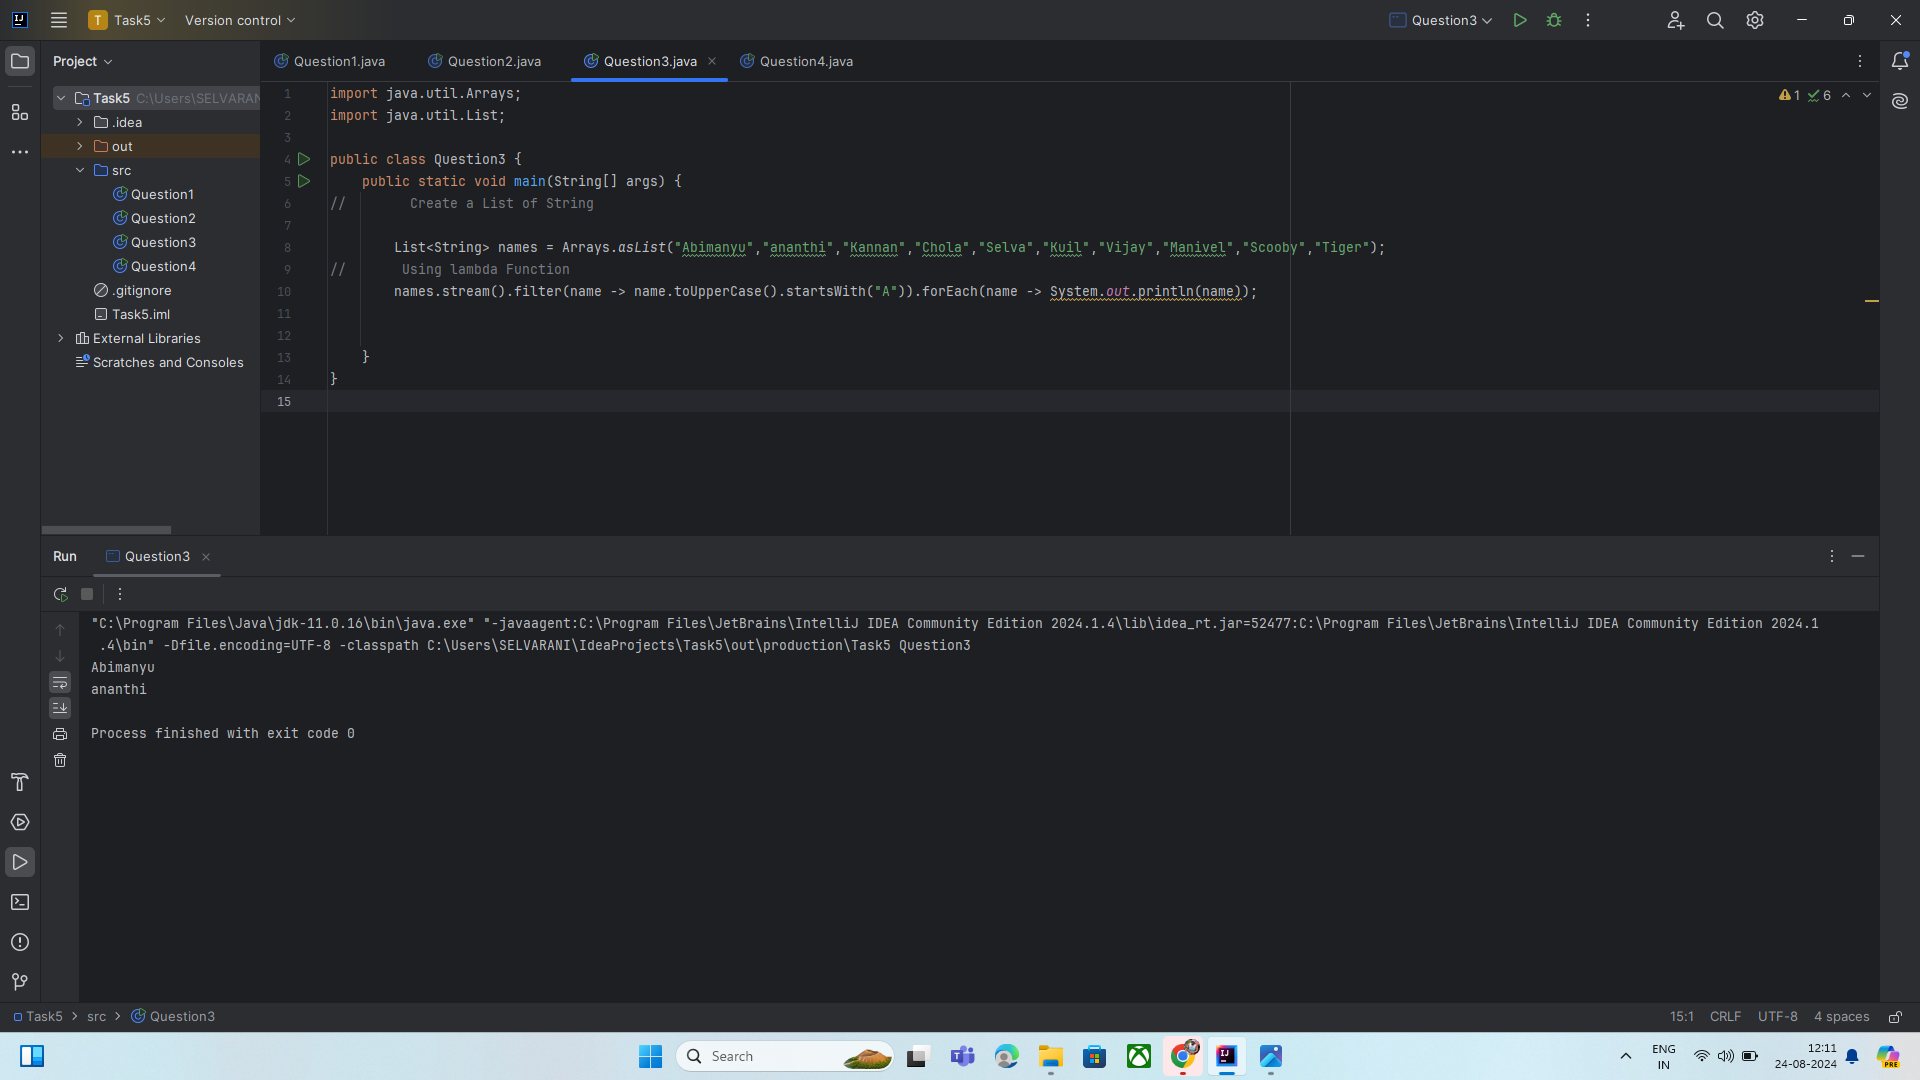 T Task5 Version control Question3
Project
Question1.java Question2.java Question3.java Question4.java
Task5 C:\Users\SELVARAN
.idea
out
src
Question1
Question2
Question3
Question4
.gitignore
Task5.iml
External Libraries
Scratches and Consoles
1 import java.util.Arrays;
2 import java.util.List;
3
4 public class Question3 {
5 public static void main(String[] args) {
6 // Create a List of String
7
8 List<String> names = Arrays.asList("Abimanyu","ananthi","Kannan","Chola","Selva","Kuil","Vijay","Manivel","Scooby","Tiger");
9 // Using lambda Function
10 names.stream().filter(name -> name.toUpperCase().startsWith("A")).forEach(name -> System.out.println(name));
11
12
13 }
14 }
15
1 6
Run Question3
"C:\Program Files\Java\jdk-11.0.16\bin\java.exe" "-javaagent:C:\Program Files\JetBrains\IntelliJ IDEA Community Edition 2024.1.4\lib\idea_rt.jar=52477:C:\Program Files\JetBrains\IntelliJ IDEA Community Edition 2024.1
.4\bin" -Dfile.encoding=UTF-8 -classpath C:\Users\SELVARANI\IdeaProjects\Task5\out\production\Task5 Question3
Abimanyu
ananthi
Process finished with exit code 0
Task5 > src > Question3
15:1 CRLF UTF-8 4 spaces
Search
ENG
IN
12:11
24-08-2024
PRE